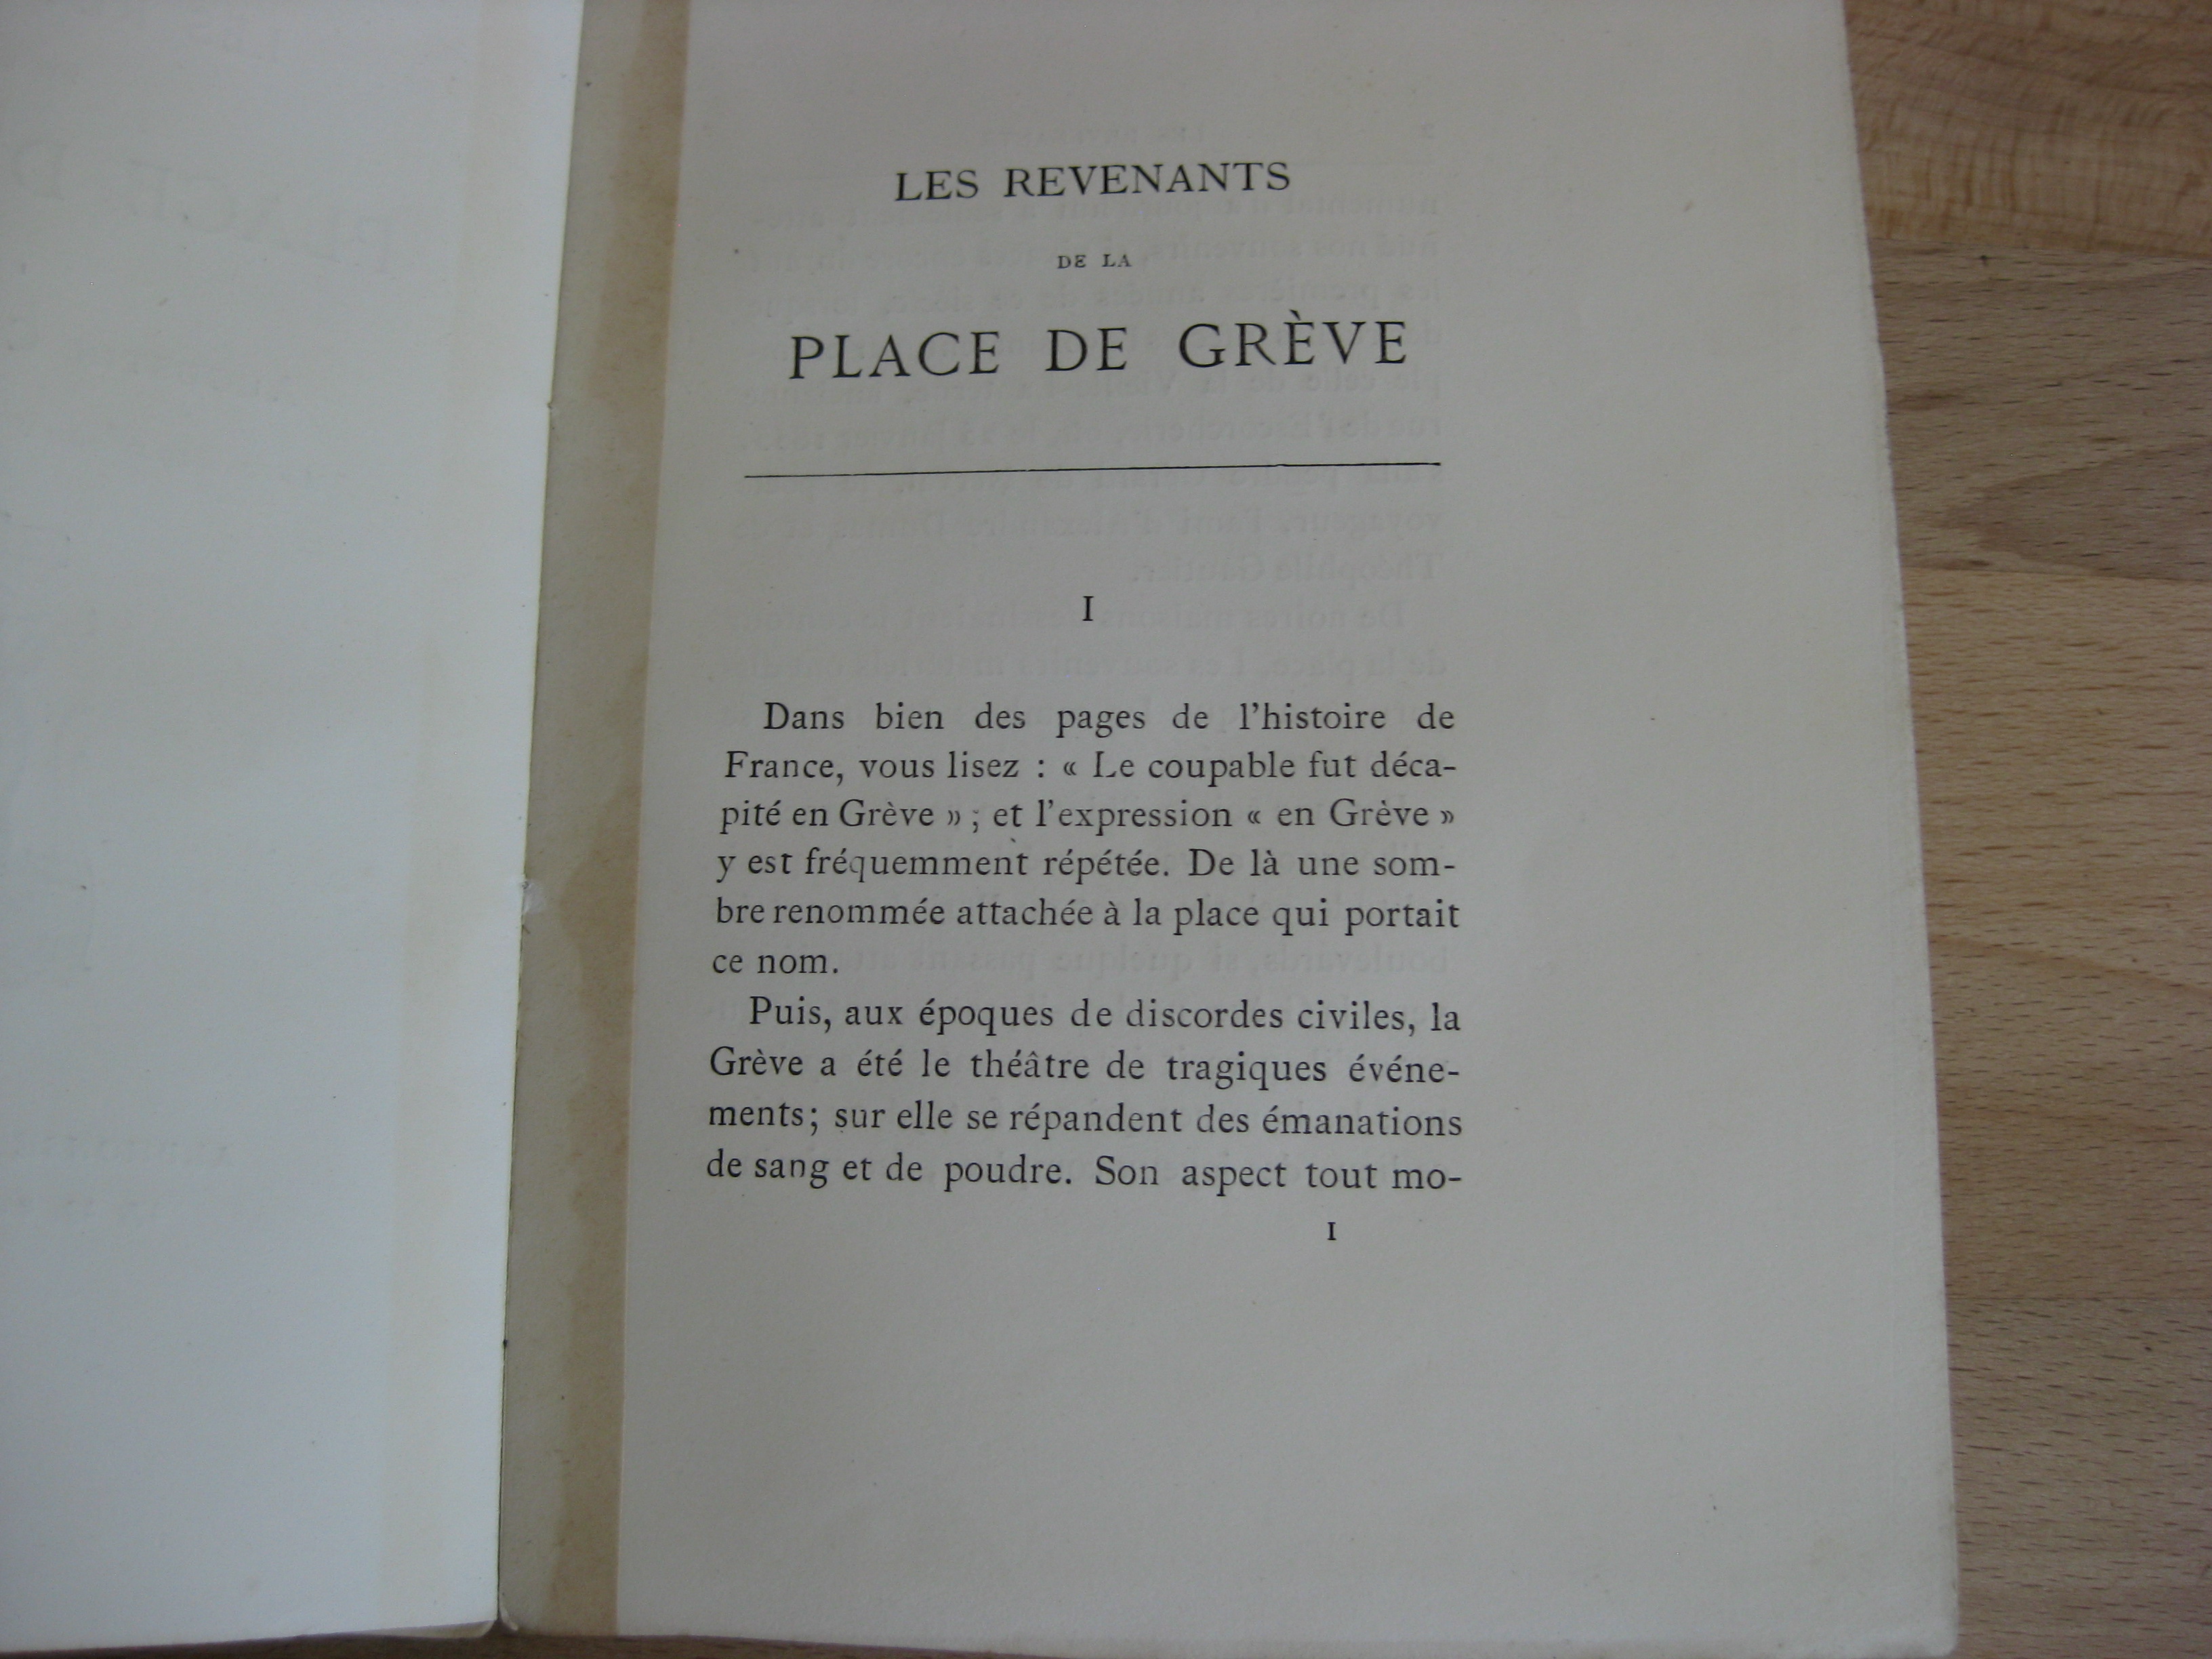 LES REVENANTS
DE LA
PLACE DE GRÈVE
I
Dans bien des pages de l'histoire de
France, vous lisez : « Le coupable fut déca-
pité en Grève » ; et l'expression « en Grève »
y est fréquemment répétée. De là une som-
bre renommée attachée à la place qui portait
ce nom.
Puis, aux époques de discordes civiles, la
Grève a été le théâtre de tragiques événe-
ments; sur elle se répandent des émanations
de sang et de poudre. Son aspect tout mo-
1